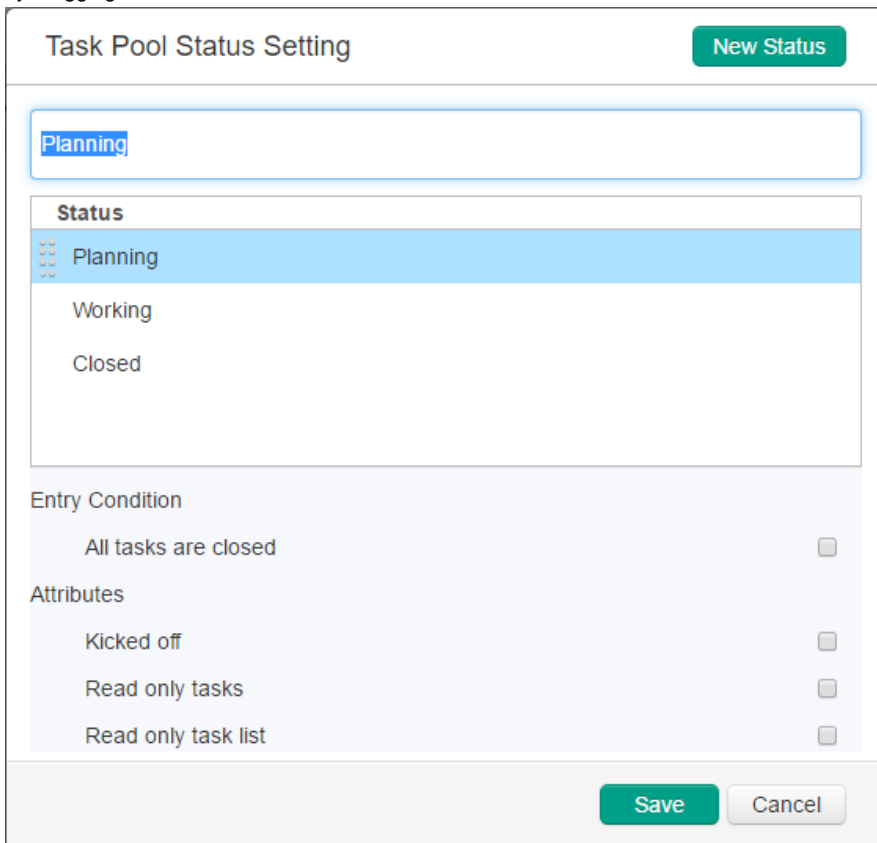 Task Pool Status Setting
New Status
Planning
Status
Planning
Working
Closed
Entry Condition
All tasks are closed
Attributes
Kicked off
Read only tasks
Read only task list
Save
Cancel